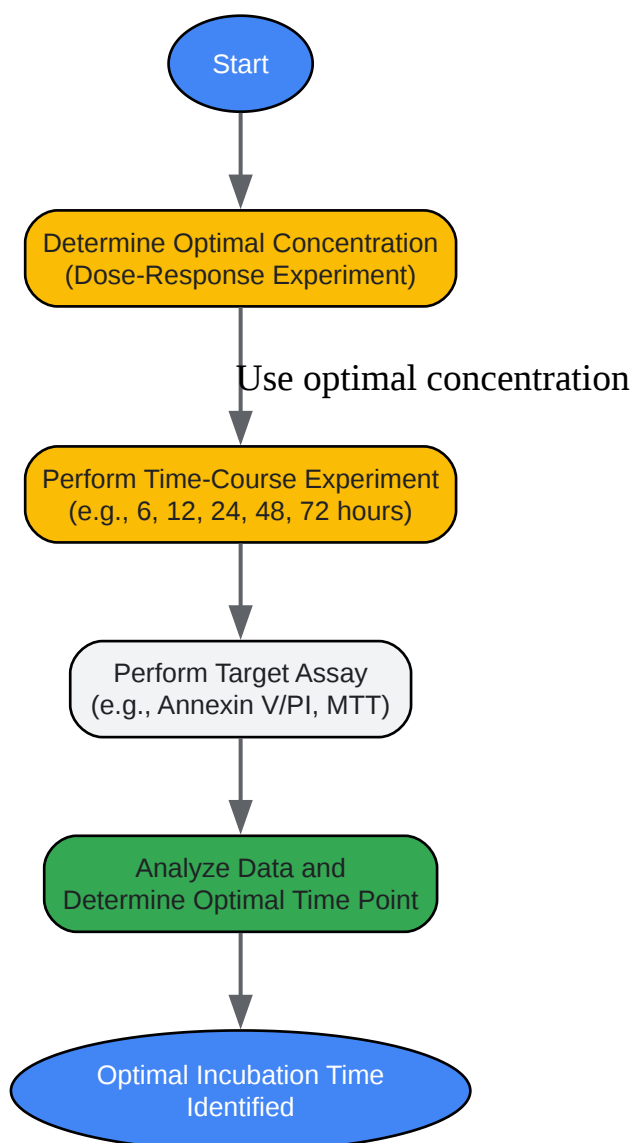 Start
Determine Optimal Concentration
(Dose-Response Experiment)
Use optimal concentration
Perform Time-Course Experiment
(e.g., 6, 12, 24, 48, 72 hours)
Perform Target Assay
(e.g., Annexin V/PI, MTT)
Analyze Data and
Determine Optimal Time Point
Optimal Incubation Time
Identified